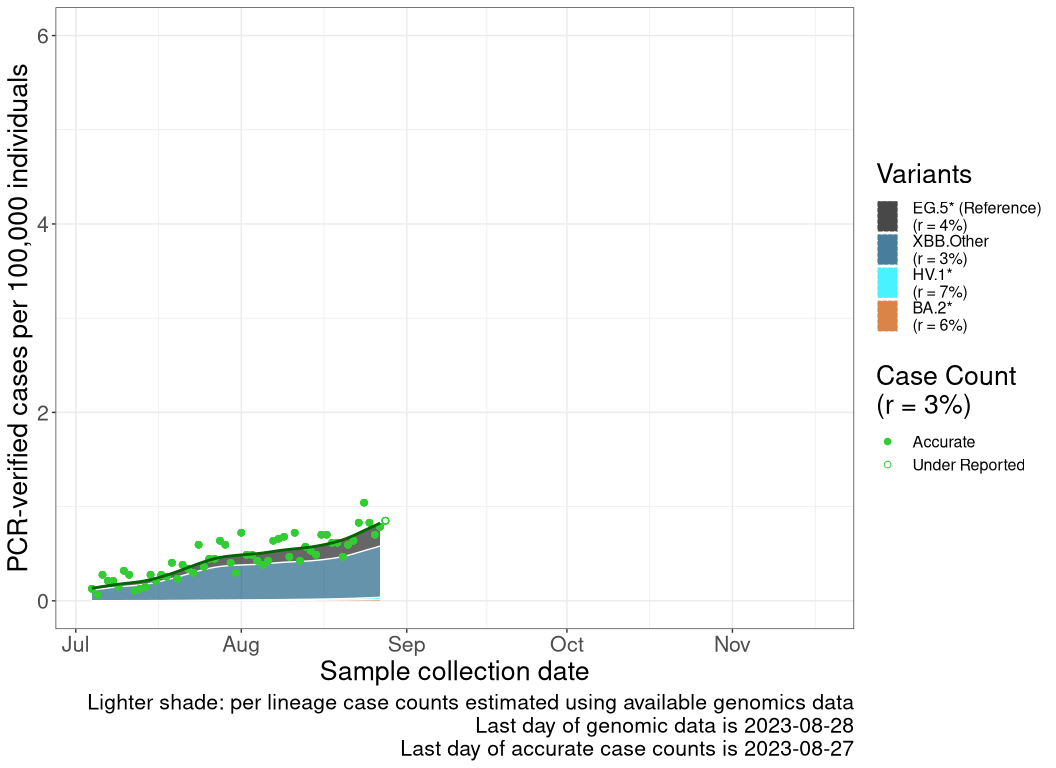 PCR-verified cases per 100,000 individuals
6
4
2
0
Jul Aug Sep Oct Nov
Sample collection date
Lighter shade: per lineage case counts estimated using available genomics data
Last day of genomic data is 2023-08-28
Last day of accurate case counts is 2023-08-27
Variants
EG.5* (Reference)
(r = 4%)
XBB.Other
(r = 3%)
HV.1*
(r = 7%)
BA.2*
(r = 6%)
Case Count
(r = 3%)
Accurate
Under Reported